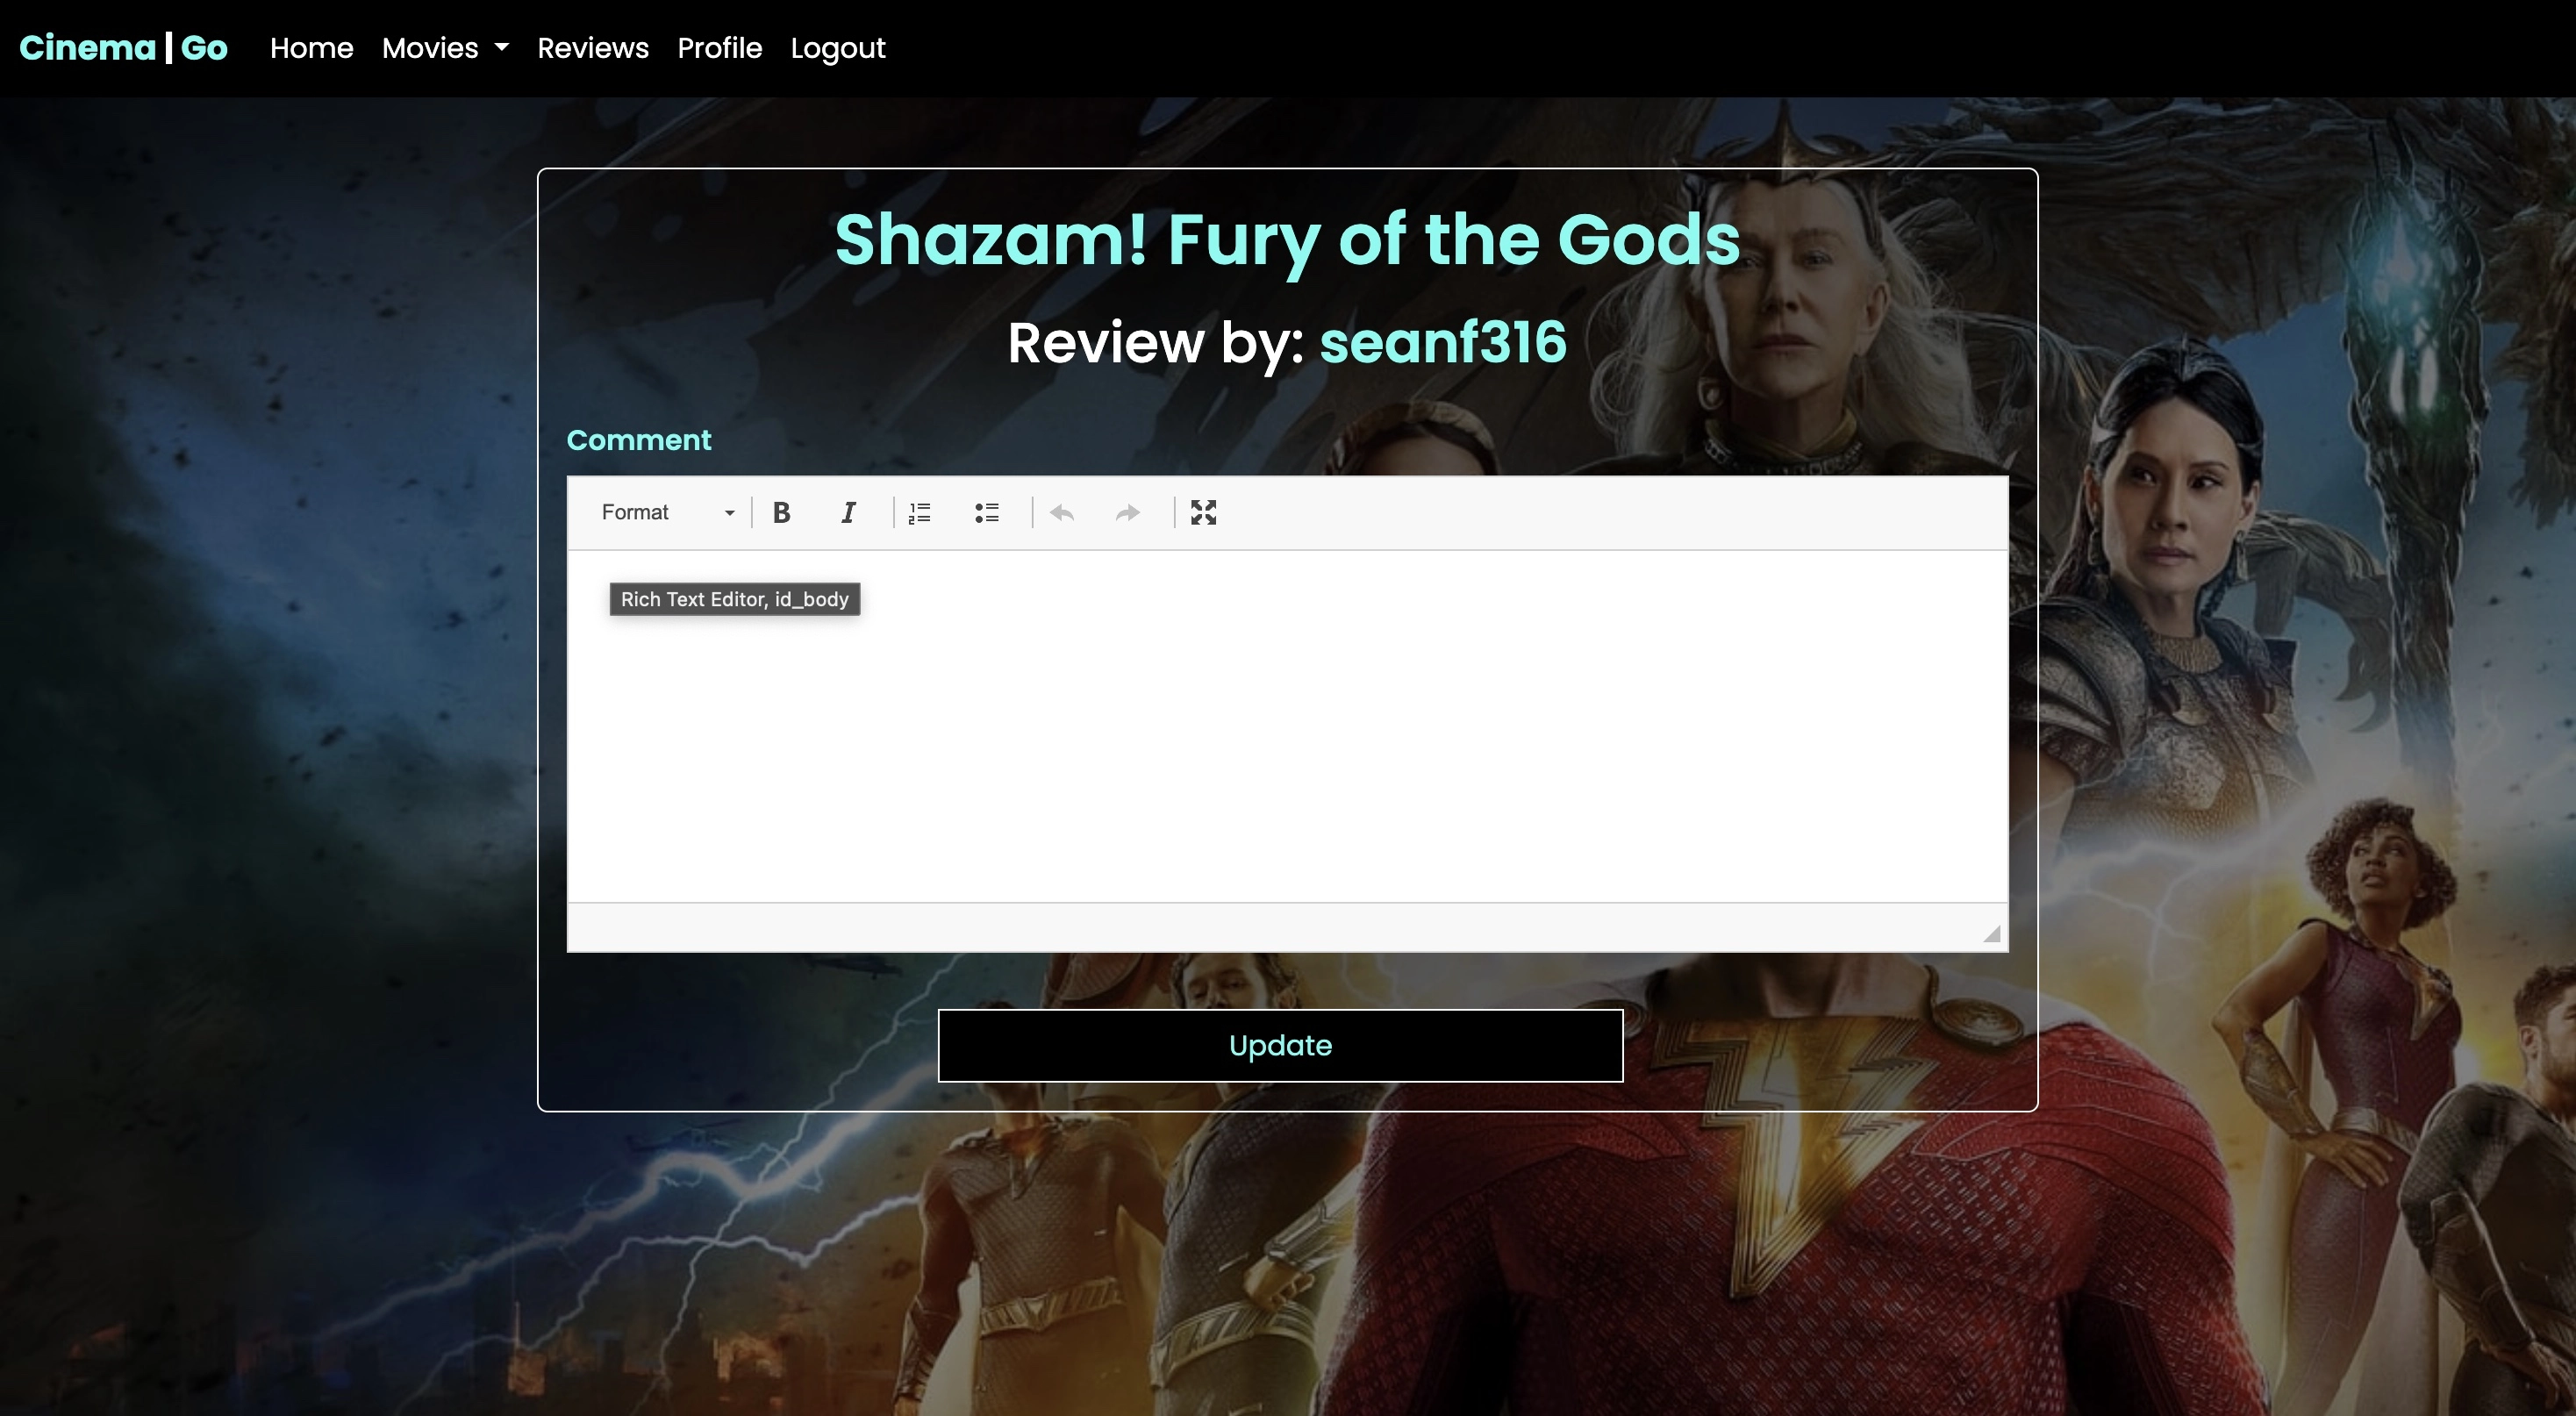 Cinema | Go Home Movies Reviews Profile Logout
Shazam! Fury of the Gods
Review by: seanf316
Comment
Format B I
Rich Text Editor, id_body
Update